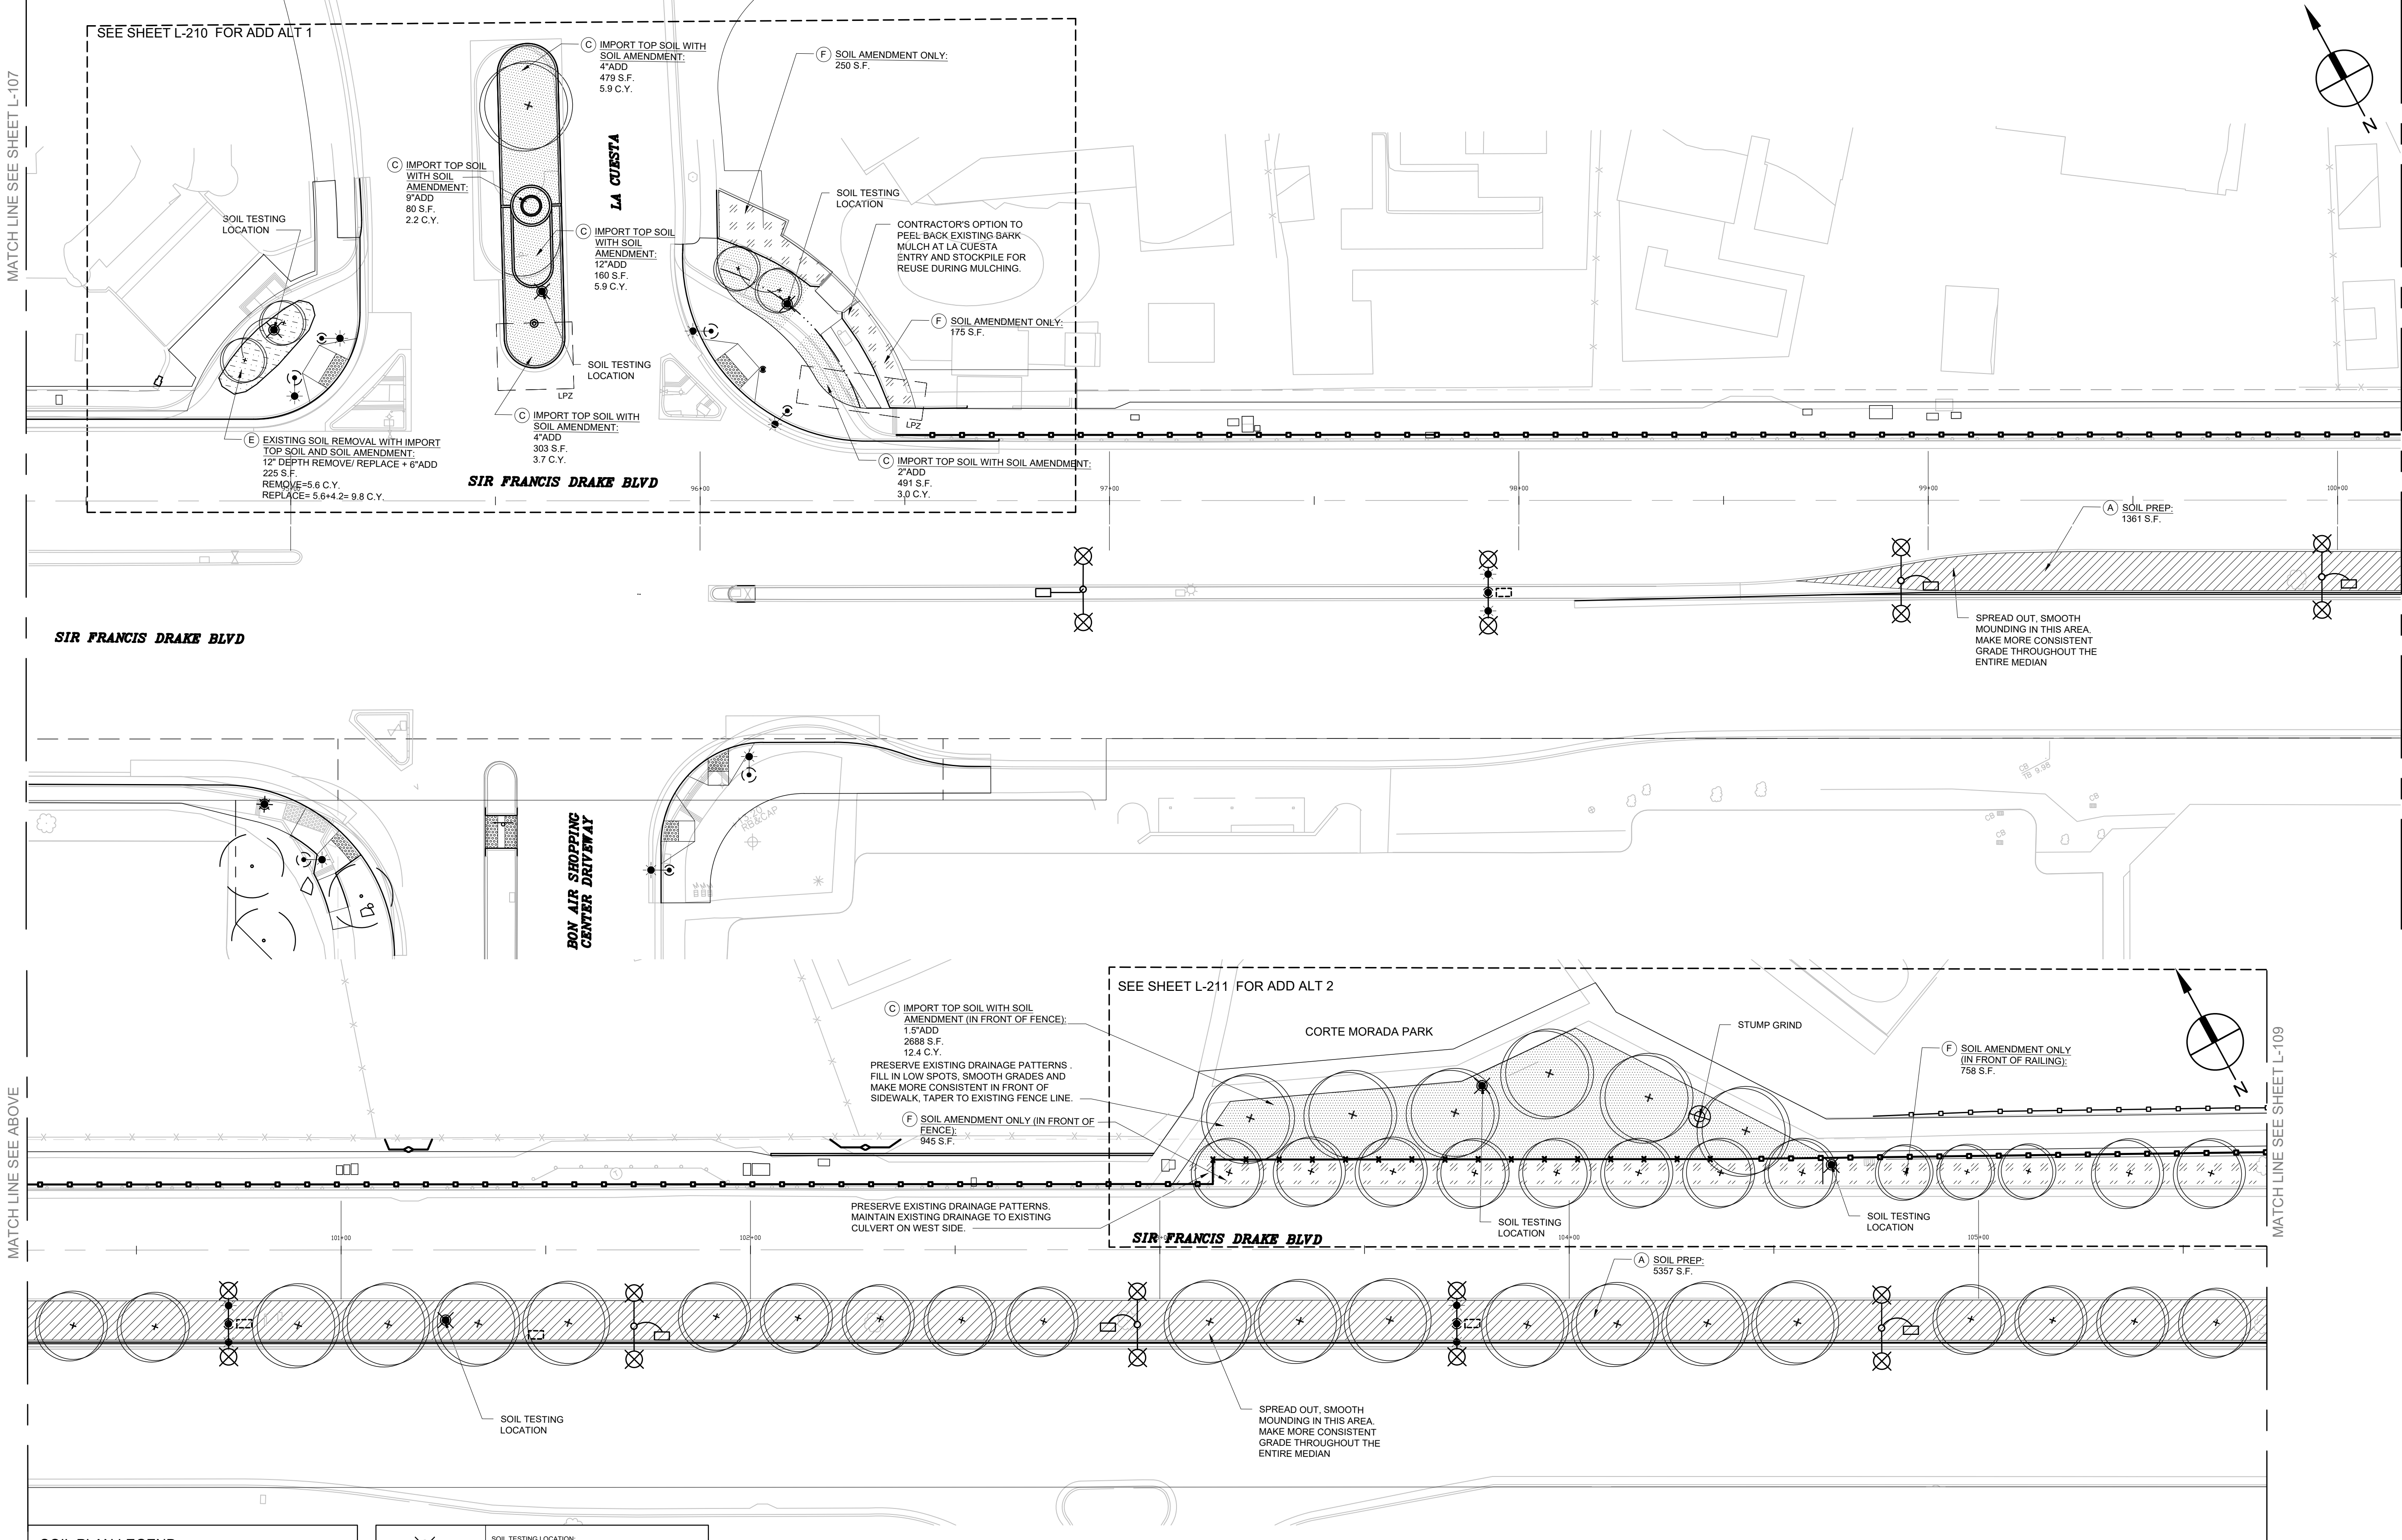 SEE SHEET L-210 FOR ADD ALT 1
MATCH LINE SEE SHEET L-107
C IMPORT TOP SOIL WITH
SOIL AMENDMENT:
4"ADD
479 S.F.
5.9 C.Y.
F SOIL AMENDMENT ONLY:
250 S.F.
N
C IMPORT TOP SOIL
WITH SOIL
AMENDMENT:
9"ADD
80 S.F.
2.2 C.Y.
LA CUESTA
SOIL TESTING
LOCATION
SOIL TESTING
LOCATION
CONTRACTOR'S OPTION TO
PEEL BACK EXISTING BARK
MULCH AT LA CUESTA
ENTRY AND STOCKPILE FOR
REUSE DURING MULCHING.
C IMPORT TOP SOIL
WITH SOIL
AMENDMENT:
12"ADD
160 S.F.
5.9 C.Y.
F SOIL AMENDMENT ONLY:
175 S.F.
SOIL TESTING
LOCATION
LPZ
C IMPORT TOP SOIL WITH
SOIL AMENDMENT:
4"ADD
303 S.F.
3.7 C.Y.
LPZ
E EXISTING SOIL REMOVAL WITH IMPORT
TOP SOIL AND SOIL AMENDMENT:
12" DEPTH REMOVE/ REPLACE + 6"ADD
225 S.F.
REMOVE=5.6 C.Y.
REPLACE= 5.6+4.2= 9.8 C.Y.
C IMPORT TOP SOIL WITH SOIL AMENDMENT:
2"ADD
491 S.F.
3.0 C.Y.
SIR FRANCIS DRAKE BLVD
96+00
97+00
98+00
99+00
100+00
A SOIL PREP:
1361 S.F.
SPREAD OUT, SMOOTH
MOUNDING IN THIS AREA.
MAKE MORE CONSISTENT
GRADE THROUGHOUT THE
ENTIRE MEDIAN
SIR FRANCIS DRAKE BLVD
CB
TB 9.98
CB
CB
CB
RB&CAP
BON AIR SHOPPING
CENTER DRIVEWAY
SEE SHEET L-211 FOR ADD ALT 2
C IMPORT TOP SOIL WITH SOIL
AMENDMENT (IN FRONT OF FENCE):
1.5"ADD
2688 S.F.
12.4 C.Y.
PRESERVE EXISTING DRAINAGE PATTERNS .
FILL IN LOW SPOTS, SMOOTH GRADES AND
MAKE MORE CONSISTENT IN FRONT OF
SIDEWALK, TAPER TO EXISTING FENCE LINE.
CORTE MORADA PARK
STUMP GRIND
F SOIL AMENDMENT ONLY
(IN FRONT OF RAILING):
758 S.F.
N
MATCH LINE SEE ABOVE
MATCH LINE SEE SHEET L-109
F SOIL AMENDMENT ONLY (IN FRONT OF
FENCE):
945 S.F.
PRESERVE EXISTING DRAINAGE PATTERNS.
MAINTAIN EXISTING DRAINAGE TO EXISTING
CULVERT ON WEST SIDE.
SOIL TESTING
LOCATION
SOIL TESTING
LOCATION
SIR FRANCIS DRAKE BLVD
101+00
102+00
104+00
105+00
A SOIL PREP:
5357 S.F.
SOIL TESTING
LOCATION
SPREAD OUT, SMOOTH
MOUNDING IN THIS AREA.
MAKE MORE CONSISTENT
GRADE THROUGHOUT THE
ENTIRE MEDIAN
SOIL TESTING LOCATION: